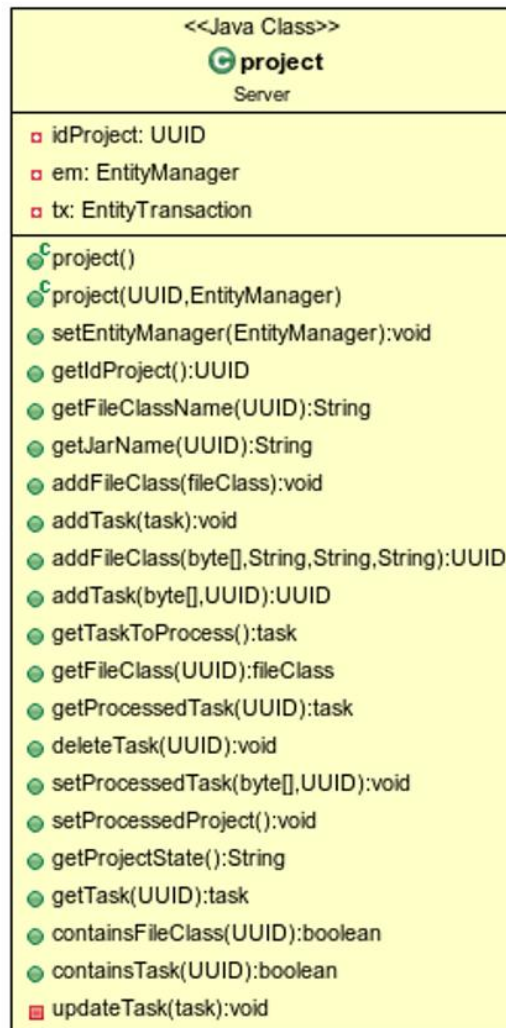 <<Java Class>>
C project
Server
idProject: UUID
em: EntityManager
tx: EntityTransaction
C project()
C project(UUID,EntityManager)
setEntityManager(EntityManager):void
getIdProject():UUID
getFileClassName(UUID):String
getJarName(UUID):String
addFileClass(fileClass):void
addTask(task):void
addFileClass(byte[],String,String,String):UUID
addTask(byte[],UUID):UUID
getTaskToProcess():task
getFileClass(UUID):fileClass
getProcessedTask(UUID):task
deleteTask(UUID):void
setProcessedTask(byte[],UUID):void
setProcessedProject():void
getProjectState():String
getTask(UUID):task
containsFileClass(UUID):boolean
containsTask(UUID):boolean
updateTask(task):void